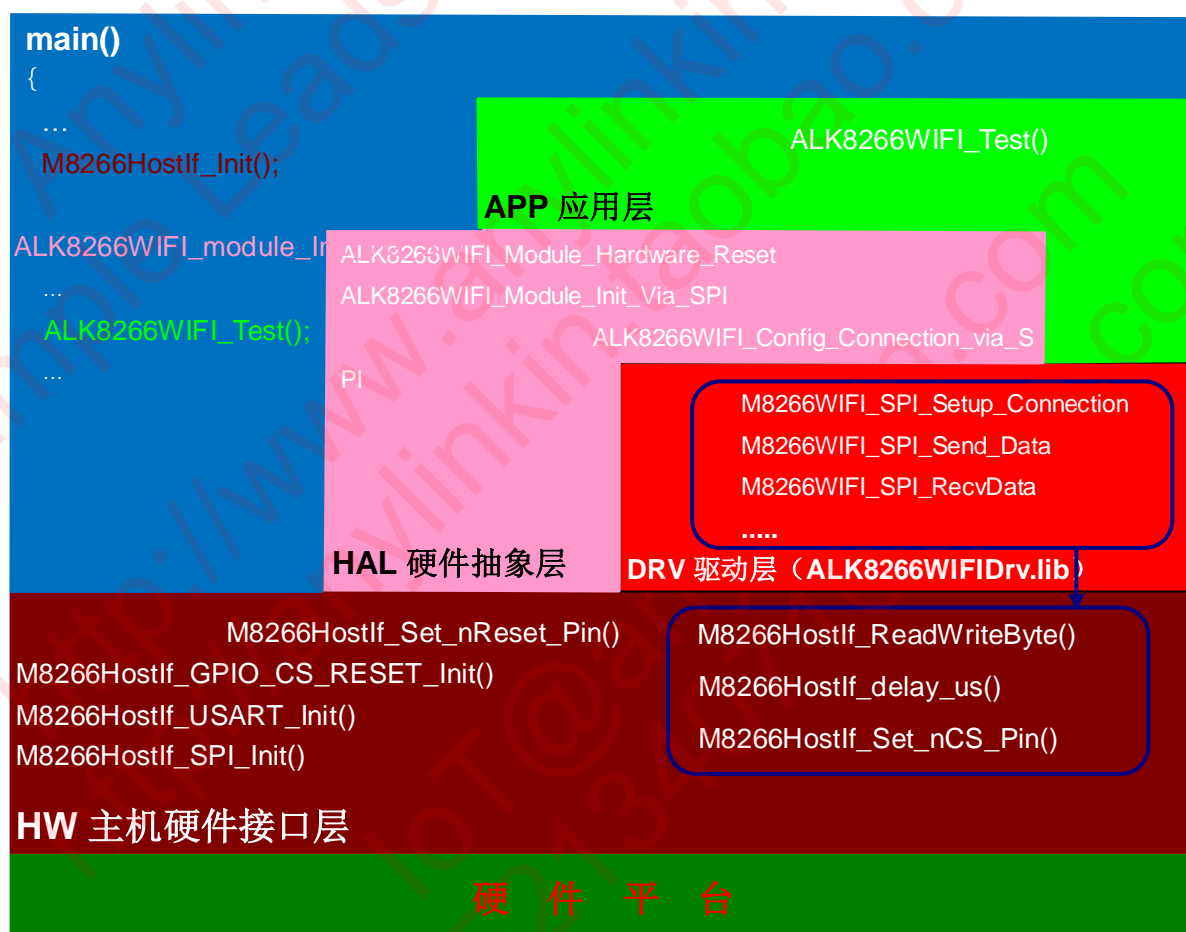 main()
{
…
M8266HostIf_Init();
ALK8266WIFI_module_In
…
ALK8266WIFI_Test();
…
ALK8266WIFI_Test()
APP 应用层
ALK8266WIFI_Module_Hardware_Reset
ALK8266WIFI_Module_Init_Via_SPI
ALK8266WIFI_Config_Connection_via_S
PI
HAL 硬件抽象层
M8266WIFI_SPI_Setup_Connection
M8266WIFI_SPI_Send_Data
M8266WIFI_SPI_RecvData
.....
DRV 驱动层（ALK8266WIFIDrv.lib）
M8266HostIf_Set_nReset_Pin()
M8266HostIf_GPIO_CS_RESET_Init()
M8266HostIf_USART_Init()
M8266HostIf_SPI_Init()
M8266HostIf_ReadWriteByte()
M8266HostIf_delay_us()
M8266HostIf_Set_nCS_Pin()
HW 主机硬件接口层
硬 件 平 台